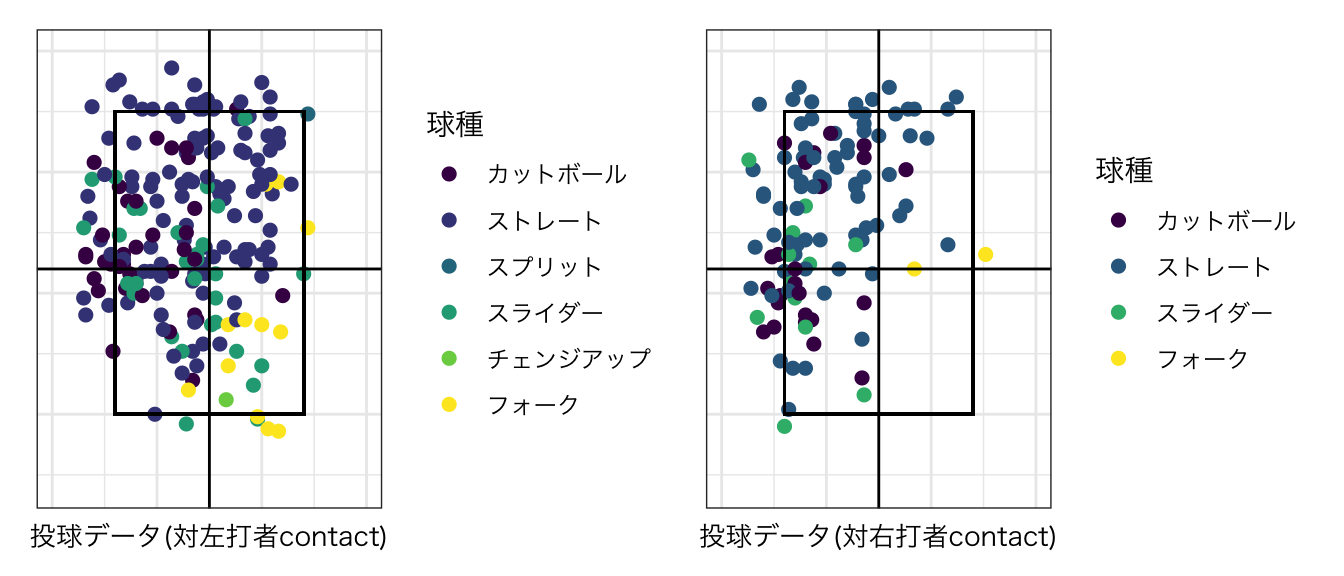 球種
カットボール
ストレート
スプリット
スライダー
チェンジアップ
フォーク
投球データ(対左打者contact)
球種
カットボール
ストレート
スライダー
フォーク
投球データ(対右打者contact)